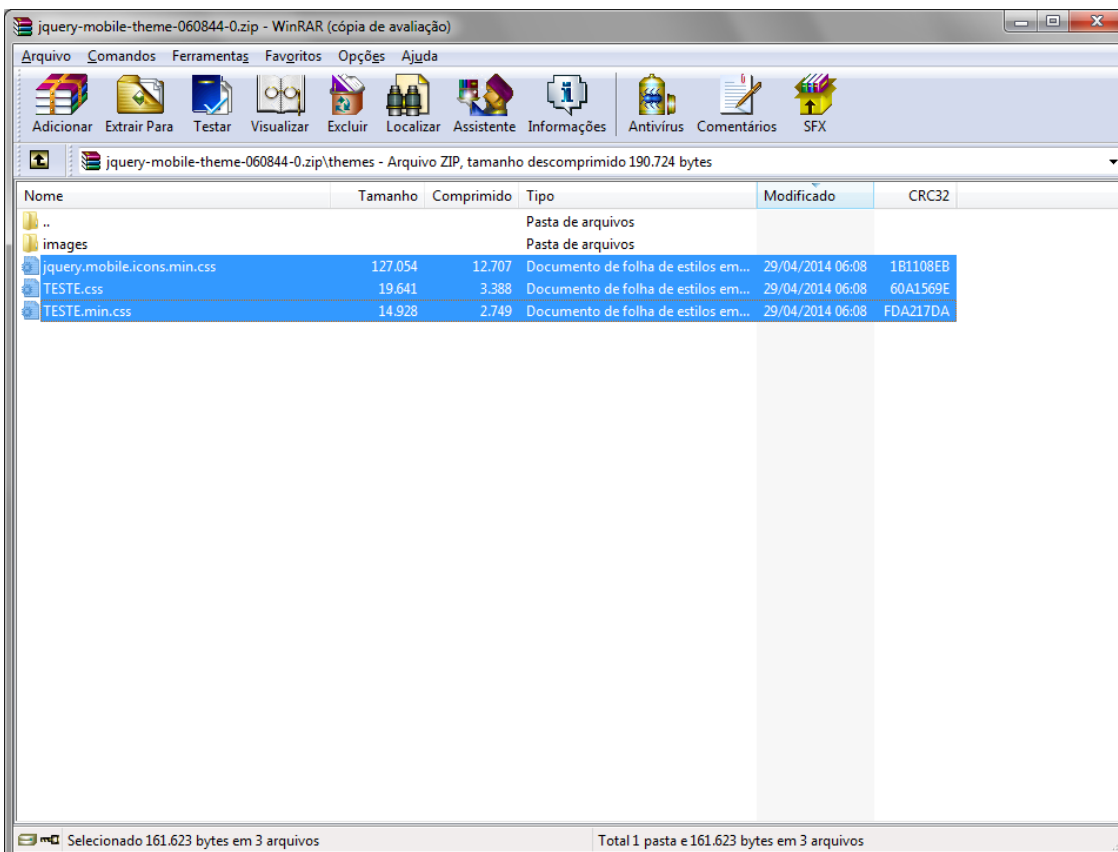 jquery-mobile-theme-060844-0.zip - WinRAR (cópia de avaliação)
Arquivo Comandos Ferramentas Favoritos Opções Ajuda
Adicionar Extrair Para Testar Visualizar Excluir Localizar Assistente Informações Antivírus Comentários SFX
jquery-mobile-theme-060844-0.zip\themes - Arquivo ZIP, tamanho descomprimido 190.724 bytes
Nome Tamanho Comprimido Tipo Modificado CRC32
.. Pasta de arquivos
images Pasta de arquivos
jquery.mobile.icons.min.css 127.054 12.707 Documento de folha de estilos em... 29/04/2014 06:08 1B1108EB
TESTE.css 19.641 3.388 Documento de folha de estilos em... 29/04/2014 06:08 60A1569E
TESTE.min.css 14.928 2.749 Documento de folha de estilos em... 29/04/2014 06:08 FDA217DA
Selecionado 161.623 bytes em 3 arquivos Total 1 pasta e 161.623 bytes em 3 arquivos